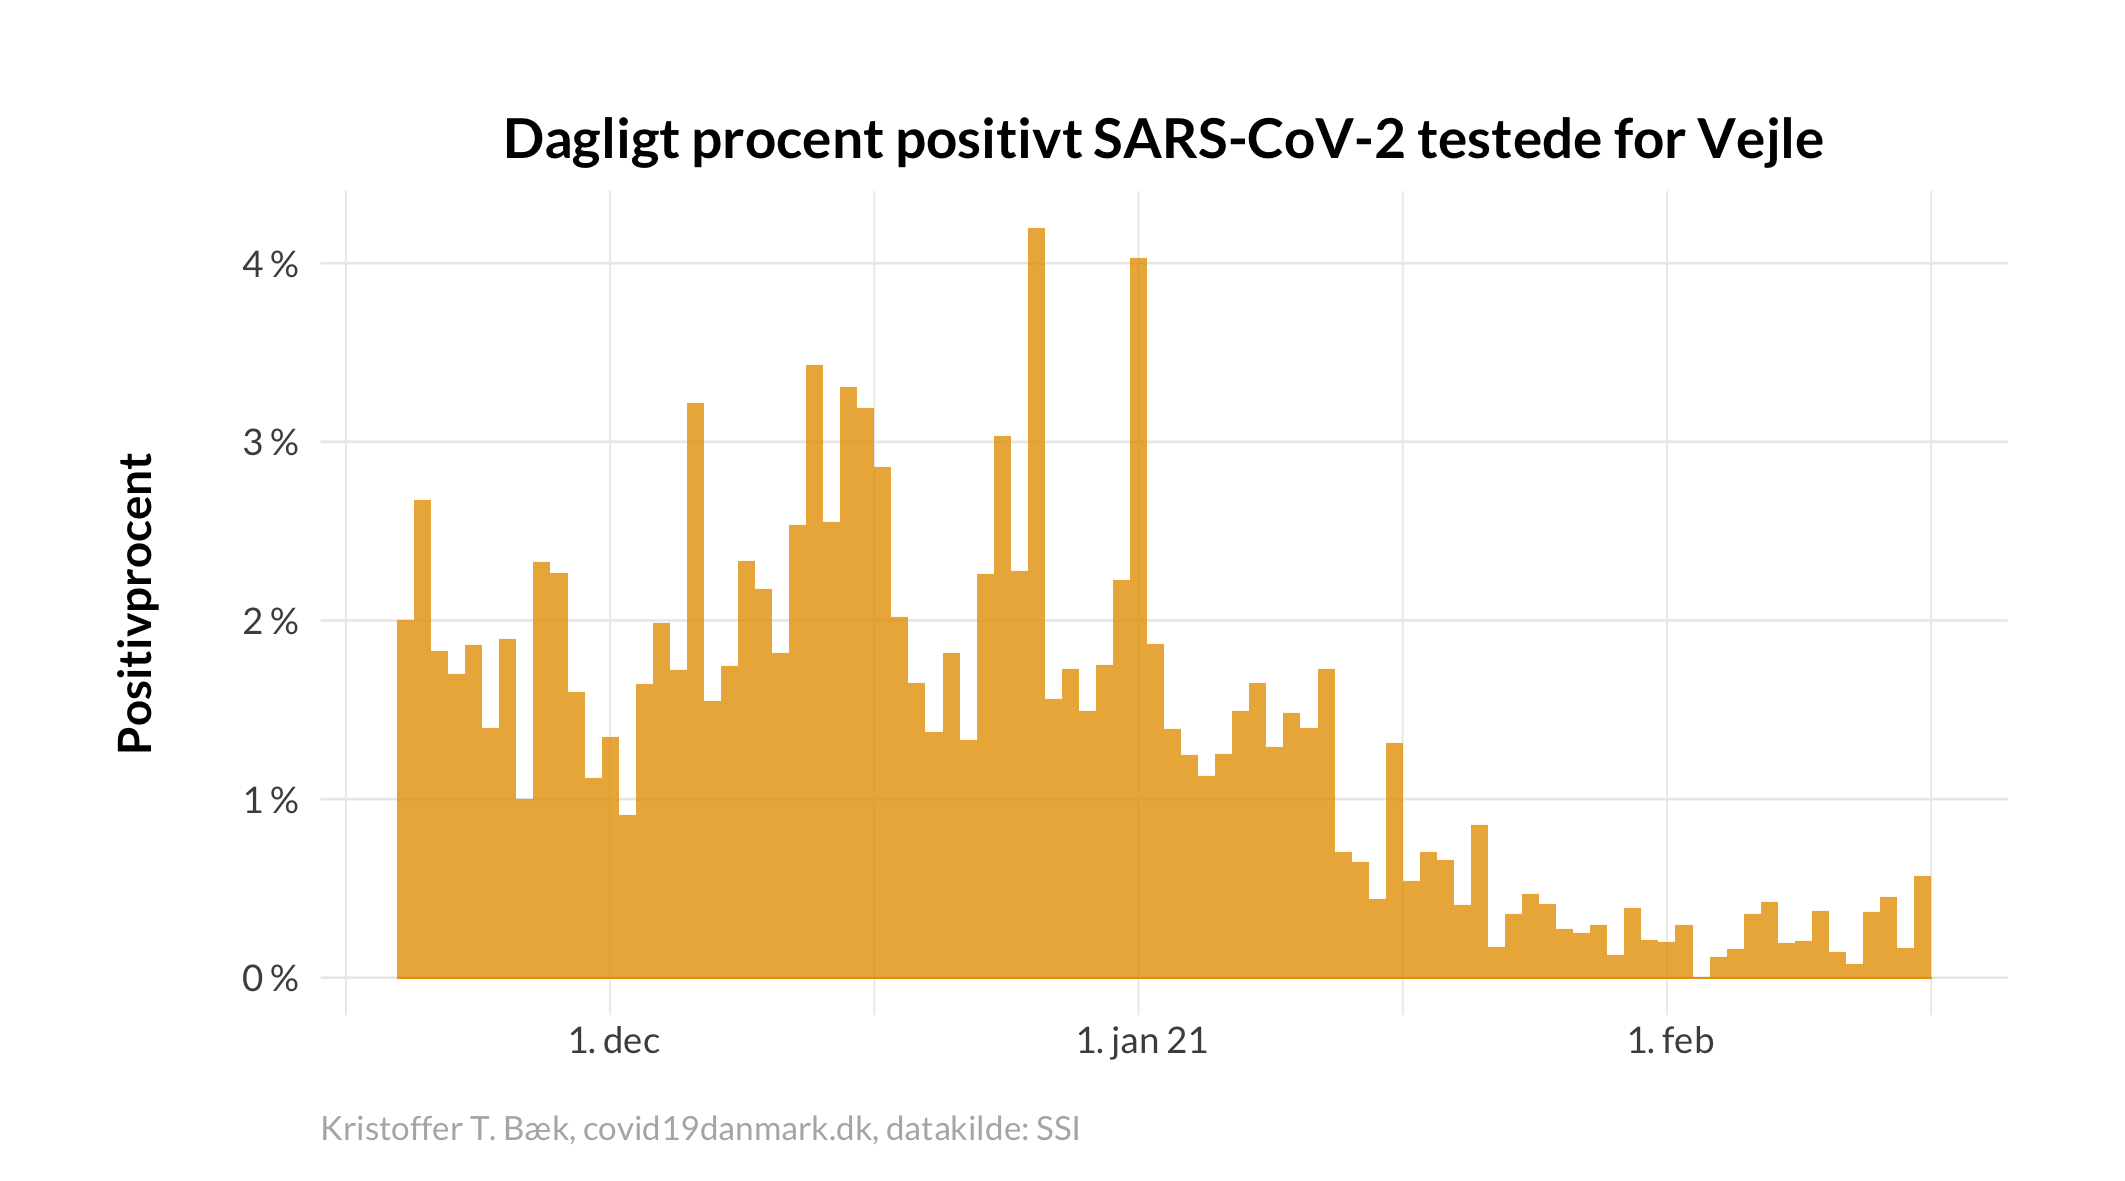 Dagligt procent positivt SARS-CoV-2 testede for Vejle
Positivprocent
4 %
3 %
2 %
1 %
0 %
1. dec
1. jan 21
1. feb
Kristoffer T. Bæk, covid19danmark.dk, datakilde: SSI